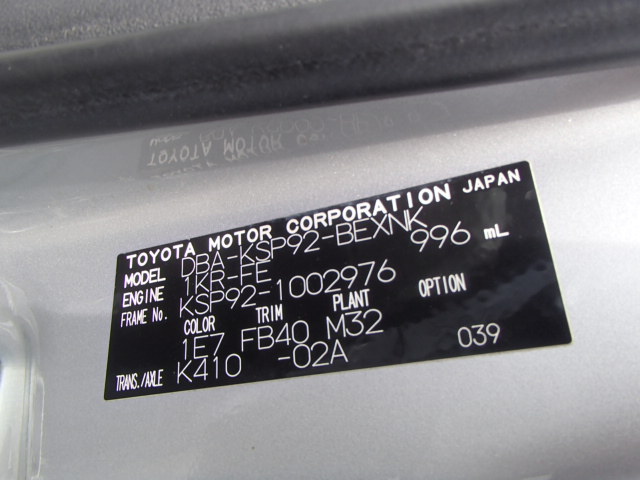 TOYOTA MOTOR CORPORATION JAPAN
MODEL DBA-KSP92-BEXNK
ENGINE 1KR-FE 996 mL
FRAME No. KSP92-1002976
COLOR TRIM PLANT OPTION
1E7 FB40 M32
TRANS./AXLE K410 -02A 039